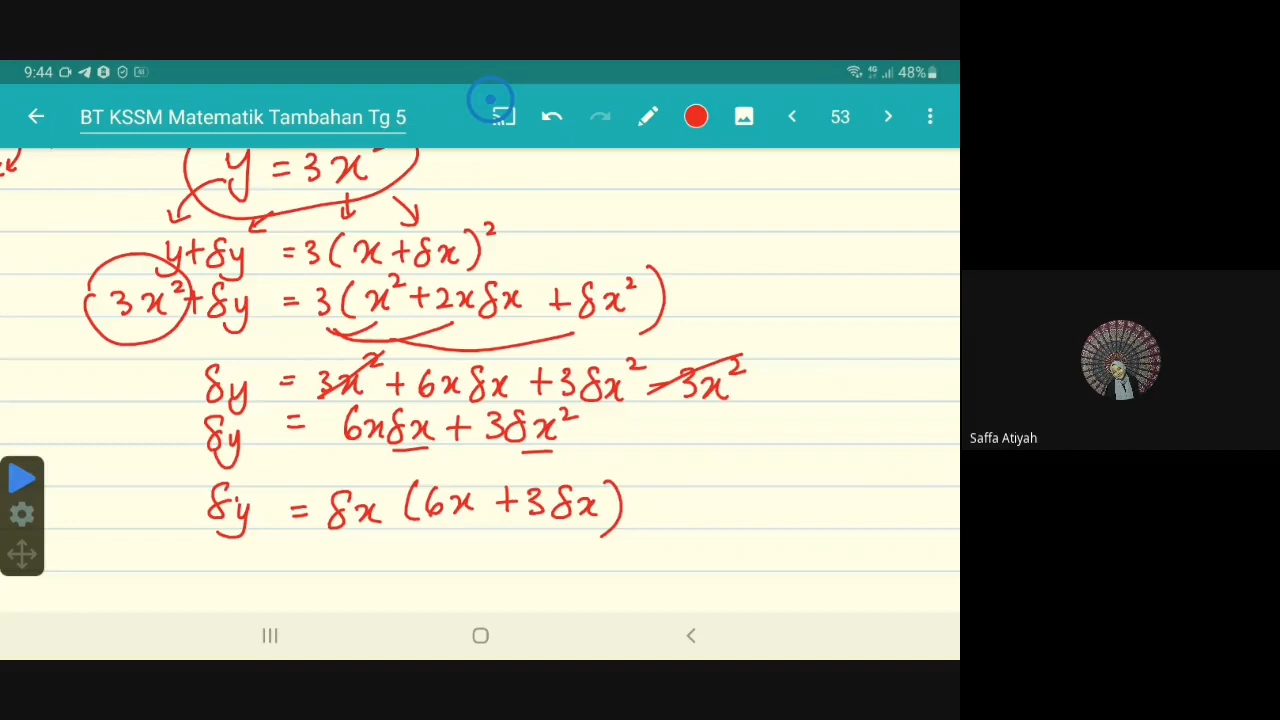 9:44 48%
BT KSSM Matematik Tambahan Tg 5 53
y = 3x²
y+δy = 3(x+δx)²
3x²+δy = 3(x²+2xδx +δx²)
δy = 3x² + 6xδx + 3δx² - 3x²
δy = 6xδx + 3δx²
δy = δx (6x + 3δx)
Saffa Atiyah